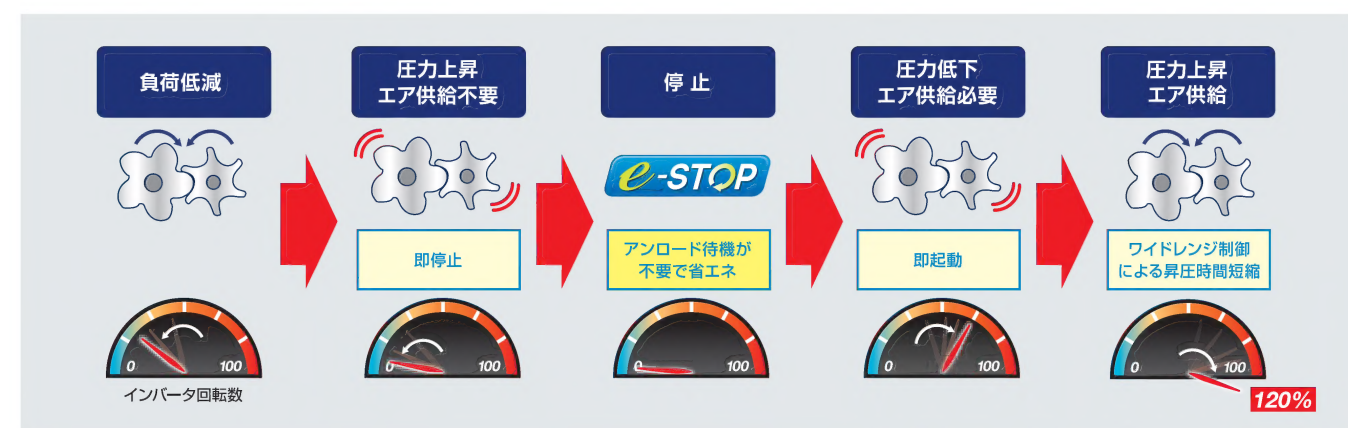 負荷低減
圧力上昇
エア供給不要
停止
圧力低下
エア供給必要
圧力上昇
エア供給
e-STOP
即停止
アンロード待機が
不要で省エネ
即起動
ワイドレンジ制御
による昇圧時間短縮
0 100
0 100
0 100
0 100
0 100
インバータ回転数
120%